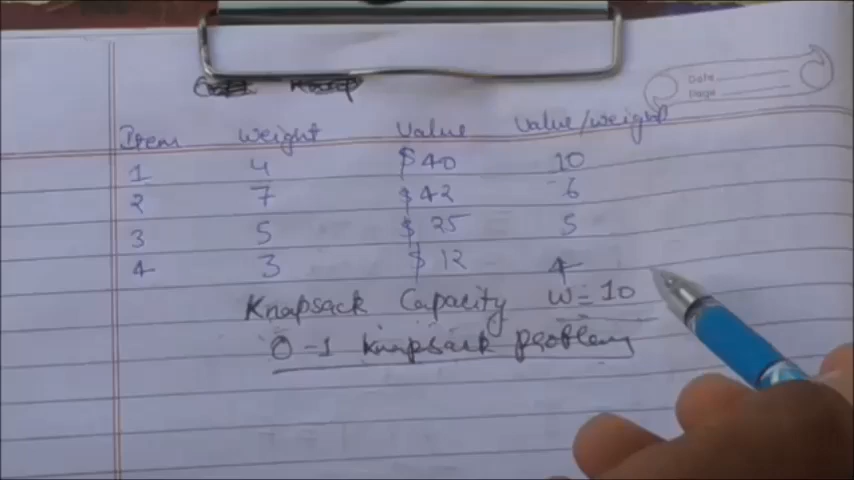 Date
Page
Item Weight Value Value/weight
1 4 $40 10
2 7 $42 6
3 5 $25 5
4 3 $12 4
Knapsack Capacity w = 10
0-1 Knapsack problem